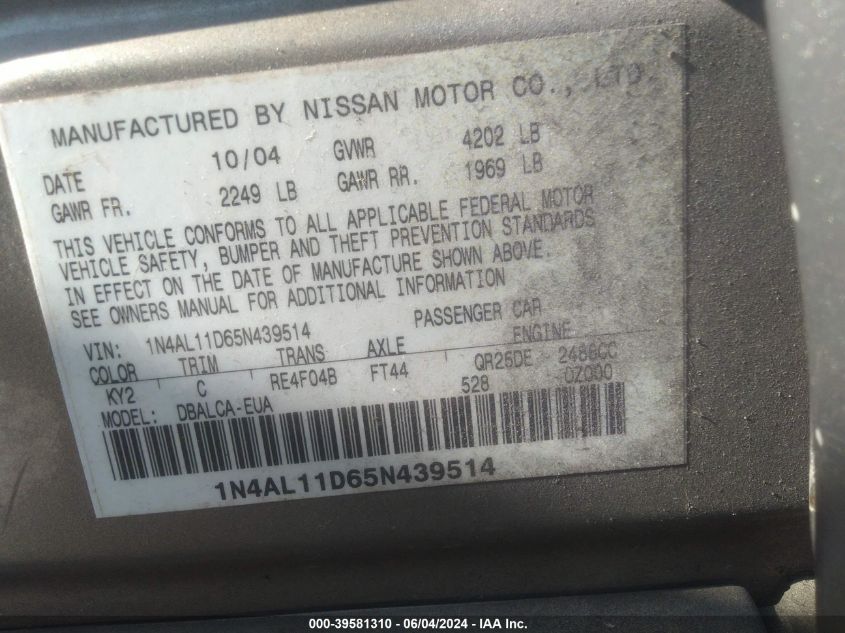 MANUFACTURED BY NISSAN MOTOR CO., LTD.
DATE 10/04 GVWR 4202 LB
GAWR FR. 2249 LB GAWR RR. 1969 LB
THIS VEHICLE CONFORMS TO ALL APPLICABLE FEDERAL MOTOR
VEHICLE SAFETY, BUMPER AND THEFT PREVENTION STANDARDS
IN EFFECT ON THE DATE OF MANUFACTURE SHOWN ABOVE.
SEE OWNERS MANUAL FOR ADDITIONAL INFORMATION
VIN: 1N4AL11D65N439514 PASSENGER CAR
COLOR TRIM TRANS AXLE ENGINE
KY2 C RE4F04B FT44 QR25DE 2488CC
MODEL: DBALCA-EUA 528 0Z000
1N4AL11D65N439514
000-39581310 - 06/04/2024 - IAA Inc.